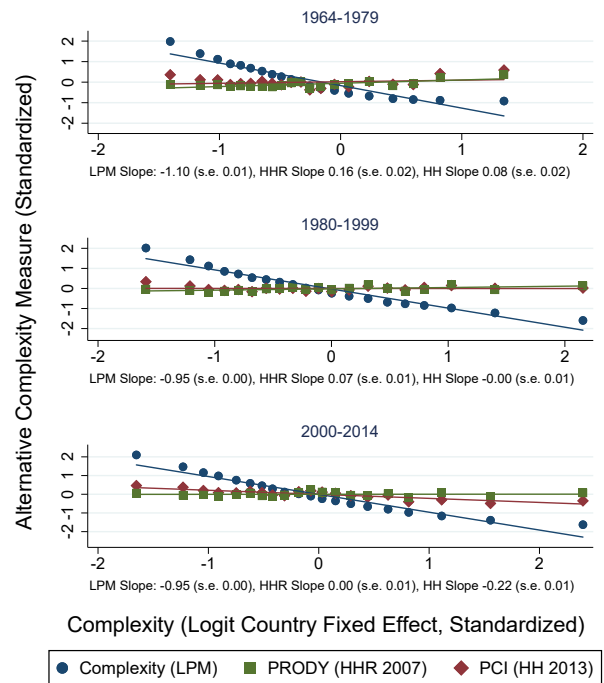 Alternative Complexity Measure (Standardized)
1964-1979
2
1
0
-1
-2
-2 -1 0 1 2
LPM Slope: -1.10 (s.e. 0.01), HHR Slope 0.16 (s.e. 0.02), HH Slope 0.08 (s.e. 0.02)
1980-1999
2
1
0
-1
-2
-2 -1 0 1 2
LPM Slope: -0.95 (s.e. 0.00), HHR Slope 0.07 (s.e. 0.01), HH Slope -0.00 (s.e. 0.01)
2000-2014
2
1
0
-1
-2
-2 -1 0 1 2
LPM Slope: -0.95 (s.e. 0.00), HHR Slope 0.00 (s.e. 0.01), HH Slope -0.22 (s.e. 0.01)
Complexity (Logit Country Fixed Effect, Standardized)
Complexity (LPM) PRODY (HHR 2007) PCI (HH 2013)